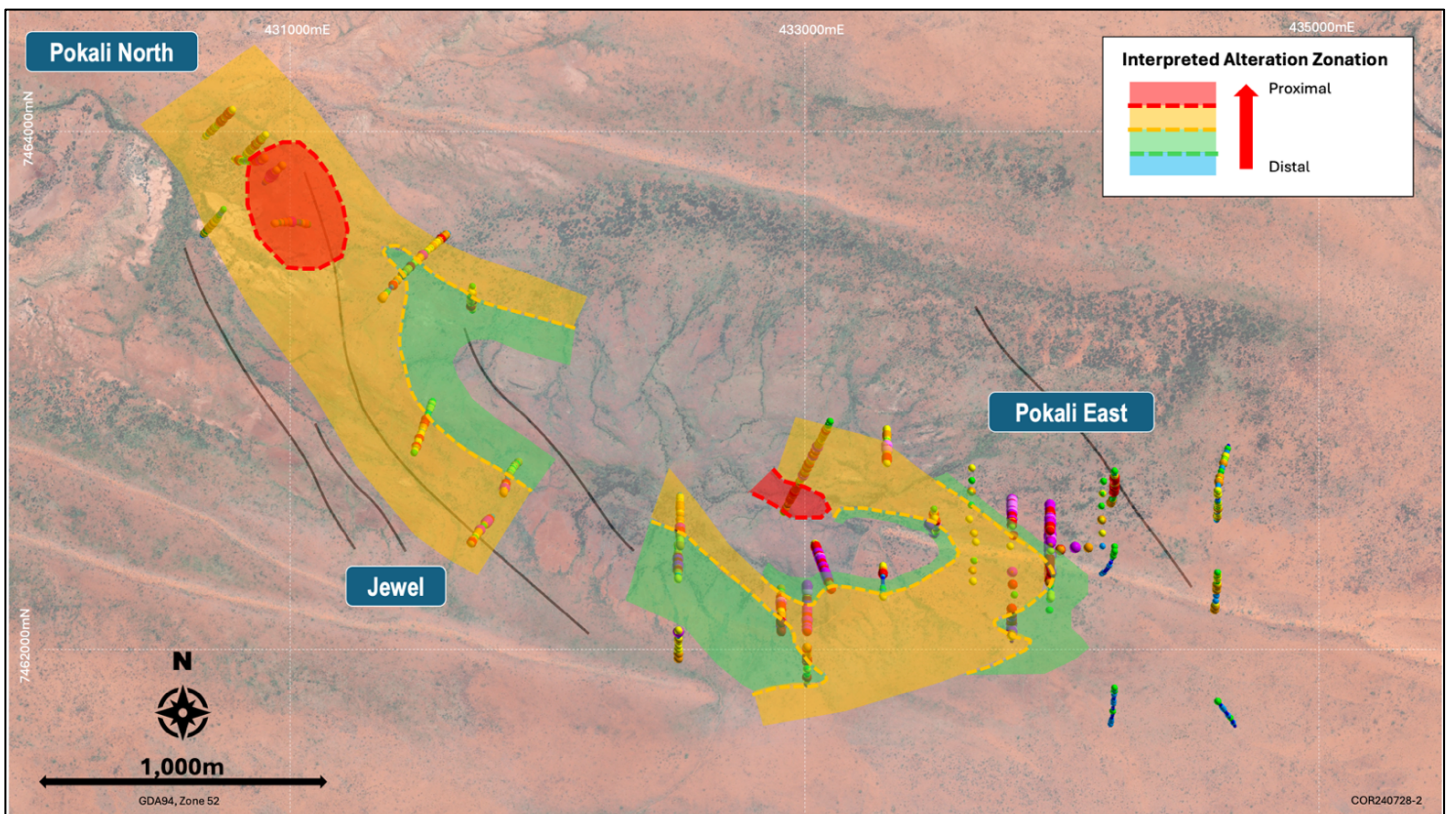 431000mE
433000mE
435000mE
Pokali North
Interpreted Alteration Zonation
Proximal
Distal
7464000mN
Pokali East
Jewel
7462000mN
N
1,000m
GDA94, Zone 52
COR240728-2